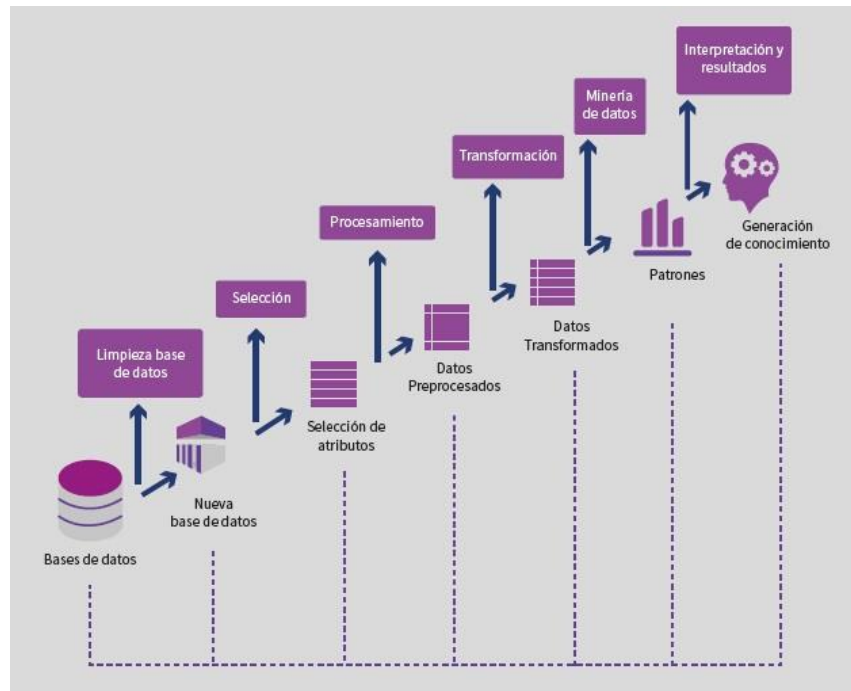 Interpretación y
resultados
Minería
de datos
Transformación
Generación
de conocimiento
Procesamiento
Patrones
Selección
Datos
Transformados
Limpieza base
de datos
Datos
Preprocesados
Selección de
atributos
Nueva
base de datos
Bases de datos